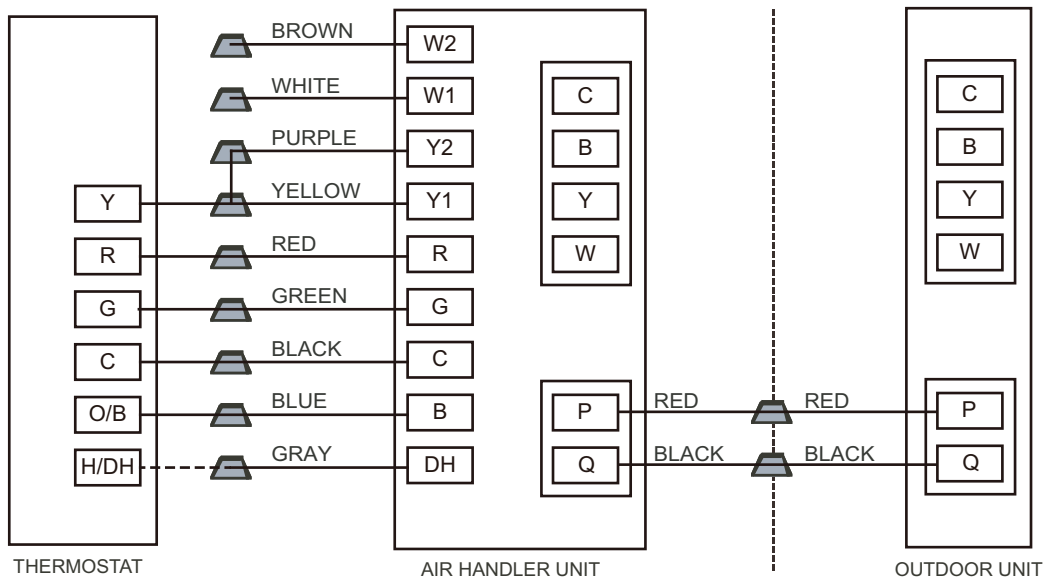 BROWN
W2
WHITE
W1
C
C
PURPLE
Y2
B
B
Y
YELLOW
Y1
Y
Y
R
RED
R
W
W
G
GREEN
G
C
BLACK
C
O/B
BLUE
B
P
RED
RED
P
H/DH
GRAY
DH
Q
BLACK
BLACK
Q
THERMOSTAT
AIR HANDLER UNIT
OUTDOOR UNIT